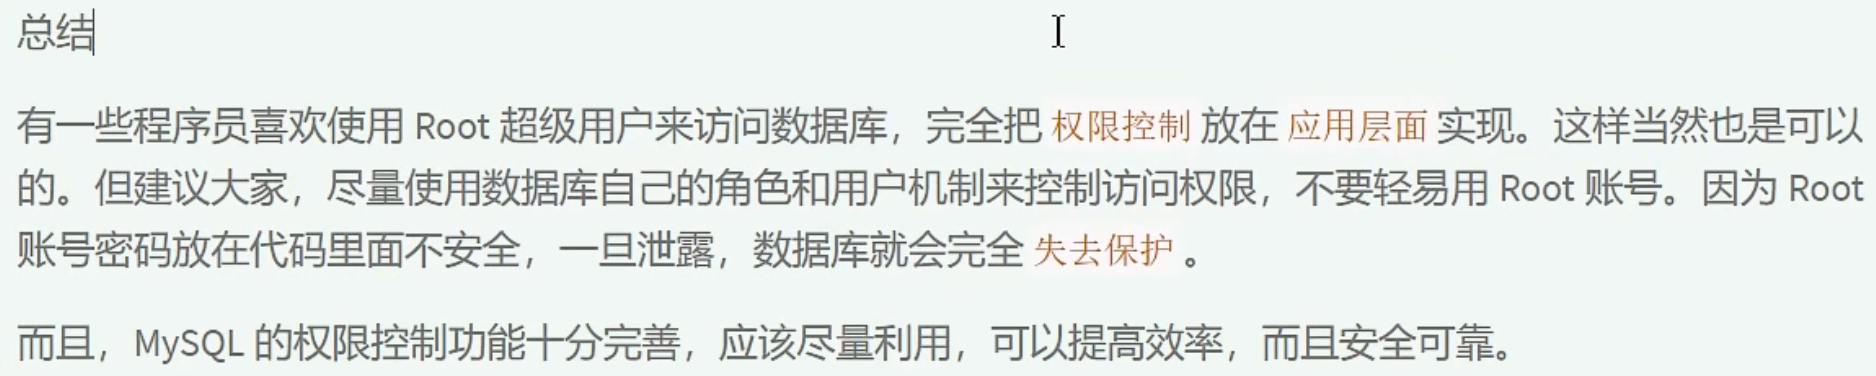 总结
有一些程序员喜欢使用 Root 超级用户来访问数据库，完全把 权限控制 放在 应用层面 实现。这样当然也是可以
的。但建议大家，尽量使用数据库自己的角色和用户机制来控制访问权限，不要轻易用 Root 账号。因为 Root
账号密码放在代码里面不安全，一旦泄露，数据库就会完全 失去保护 。
而且，MySQL 的权限控制功能十分完善，应该尽量利用，可以提高效率，而且安全可靠。